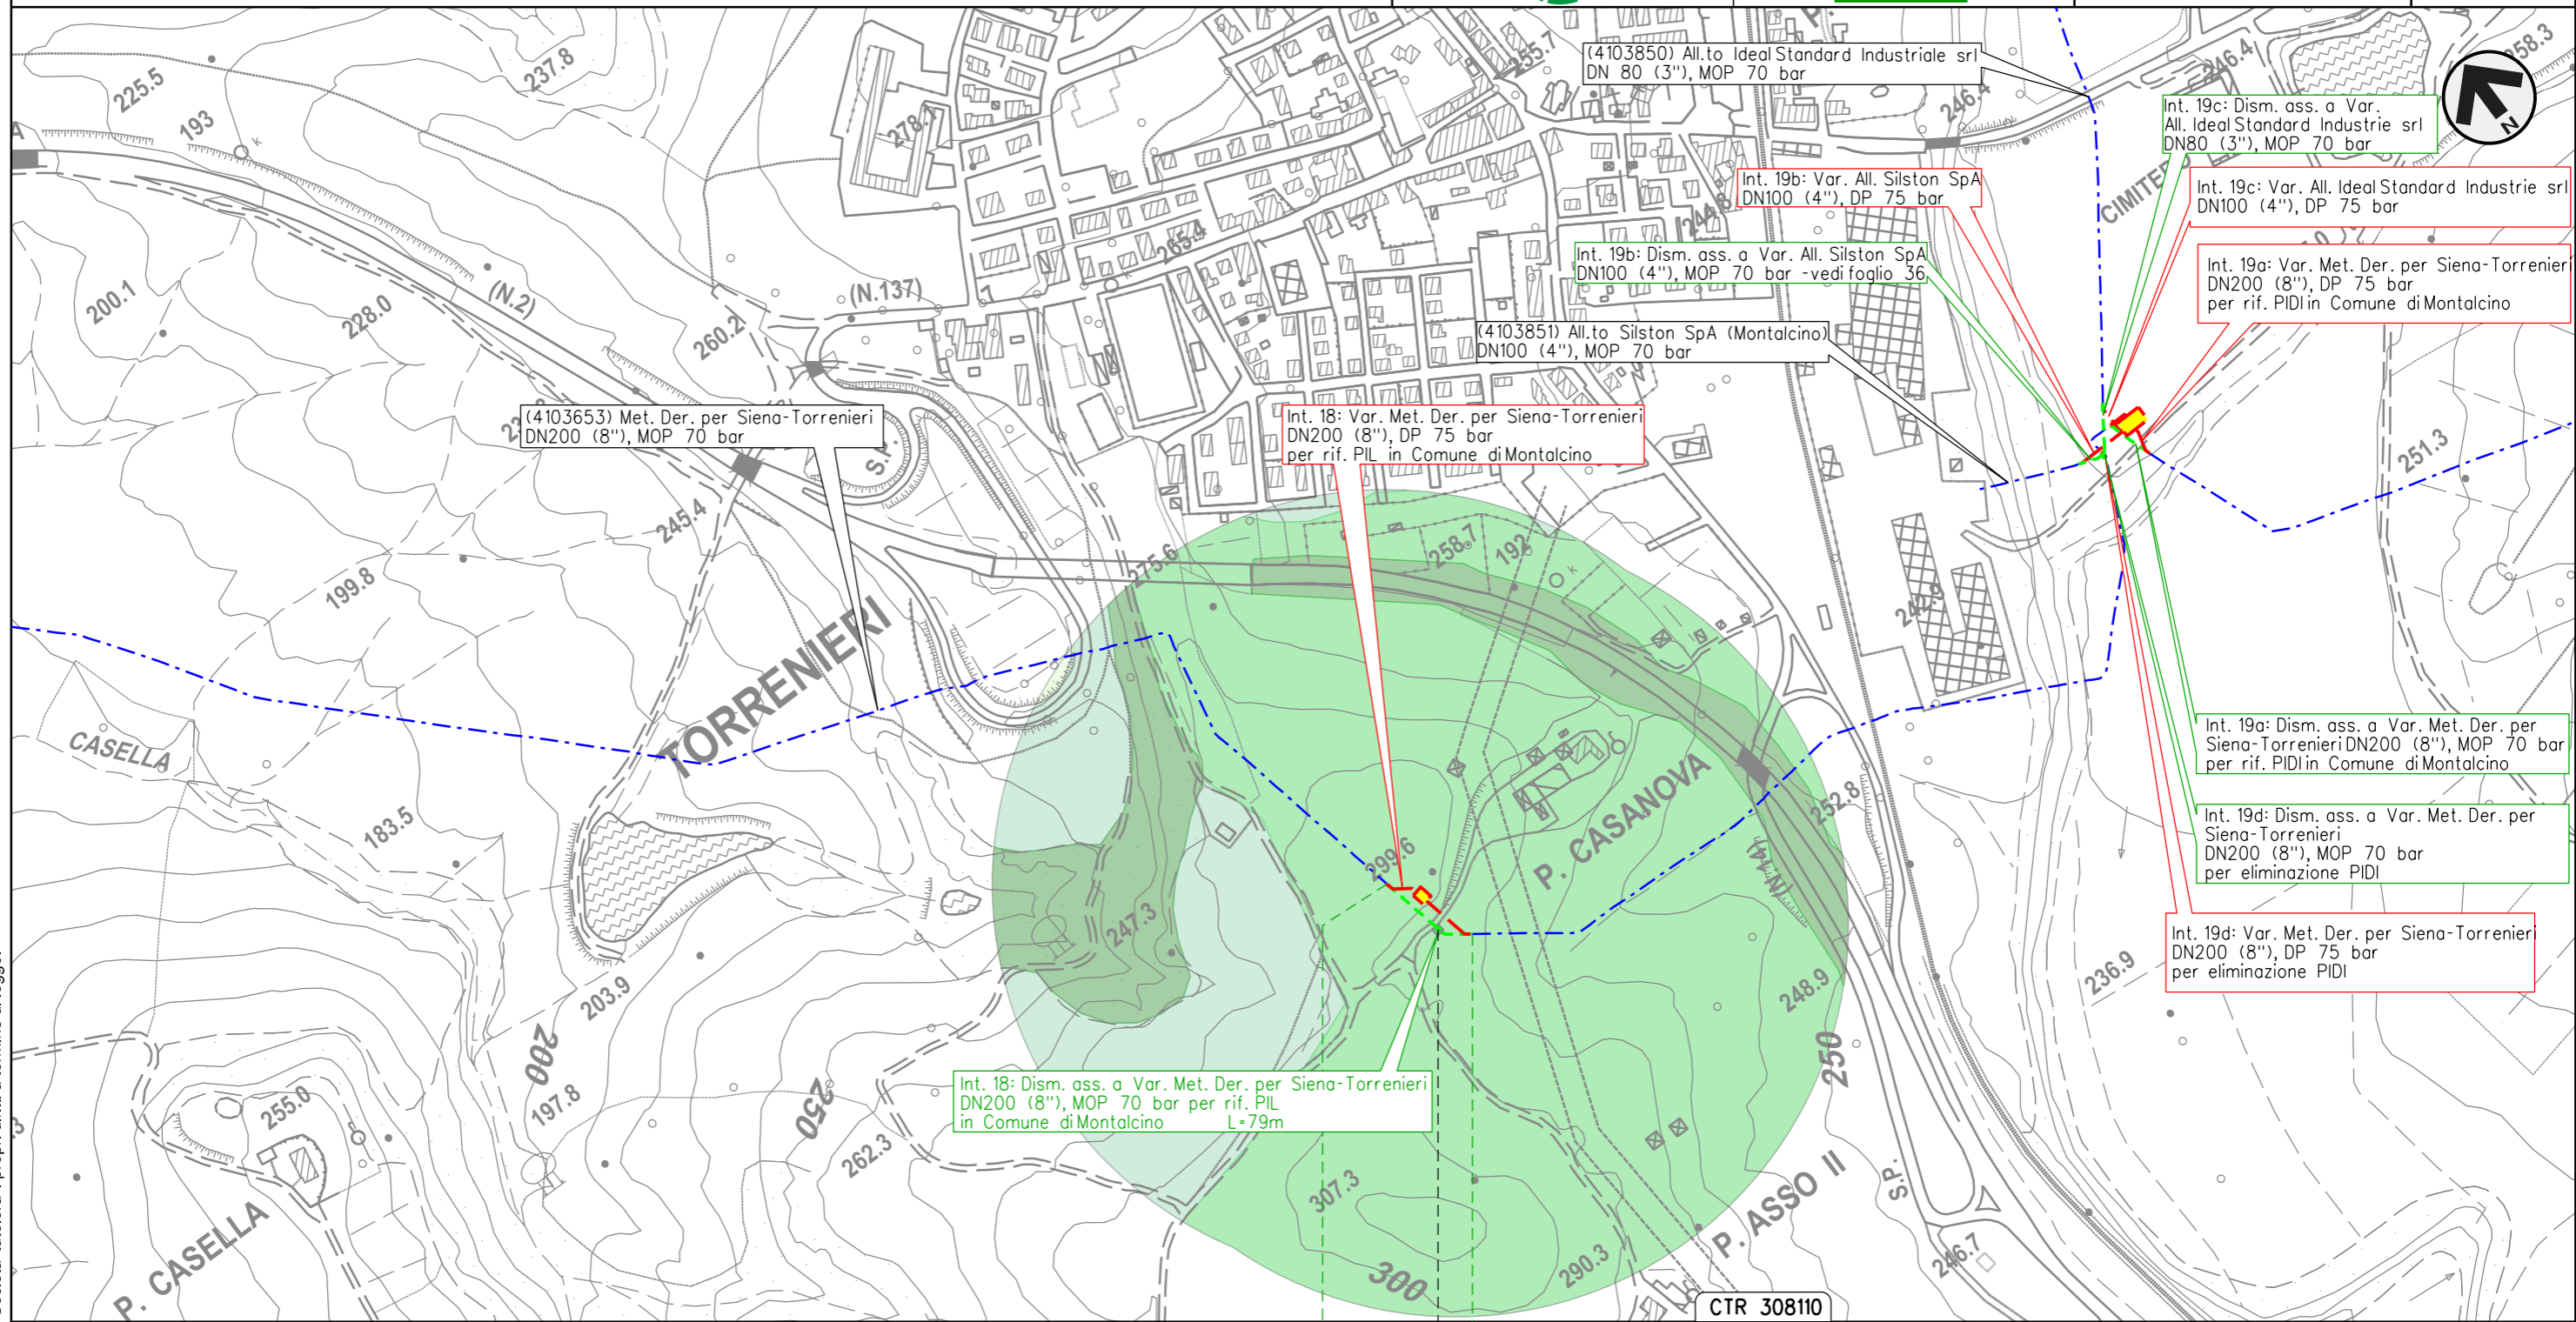 (4103850) All.to Ideal Standard Industriale srl
DN 80 (3"), MOP 70 bar
Int. 19c: Dism. ass. a Var.
All. Ideal Standard Industrie srl
DN80 (3"), MOP 70 bar
Int. 19b: Var. All. Silston SpA
DN100 (4"), DP 75 bar
Int. 19c: Var. All. Ideal Standard Industrie srl
DN100 (4"), DP 75 bar
Int. 19b: Dism. ass. a Var. All. Silston SpA
DN100 (4"), MOP 70 bar -vedi foglio 36
Int. 19a: Var. Met. Der. per Siena-Torrenieri
DN200 (8"), DP 75 bar
per rif. PIDI in Comune di Montalcino
(4103851) All.to Silston SpA (Montalcino)
DN100 (4"), MOP 70 bar
(4103653) Met. Der. per Siena-Torrenieri
DN200 (8"), MOP 70 bar
Int. 18: Var. Met. Der. per Siena-Torrenieri
DN200 (8"), DP 75 bar
per rif. PIL in Comune di Montalcino
Int. 19a: Dism. ass. a Var. Met. Der. per
Siena-Torrenieri DN200 (8"), MOP 70 bar
per rif. PIDI in Comune di Montalcino
Int. 19d: Dism. ass. a Var. Met. Der. per
Siena-Torrenieri
DN200 (8"), MOP 70 bar
per eliminazione PIDI
Int. 19d: Var. Met. Der. per Siena-Torrenieri
DN200 (8"), DP 75 bar
per eliminazione PIDI
Int. 18: Dism. ass. a Var. Met. Der. per Siena-Torrenieri
DN200 (8"), MOP 70 bar per rif. PIL
in Comune di Montalcino L=79m
225.5
193
k
237.8
278.1
255.7
246.4
258.3
246.4
N
244.8
265.4
k
200.1
228.0
(N.2)
(N.137)
260.2
S.P.
245.4
251.3
199.8
275.6
258.7
192
k
242.9
TORRENIERI
CASELLA
183.5
299.6
P. CASANOVA
252.8
247.3
248.9
236.9
203.9
200
197.8
250
250
255.0
262.3
307.3
290.3
300
P. CASELLA
P. ASSO II
S.P.
246.7
CTR 308110